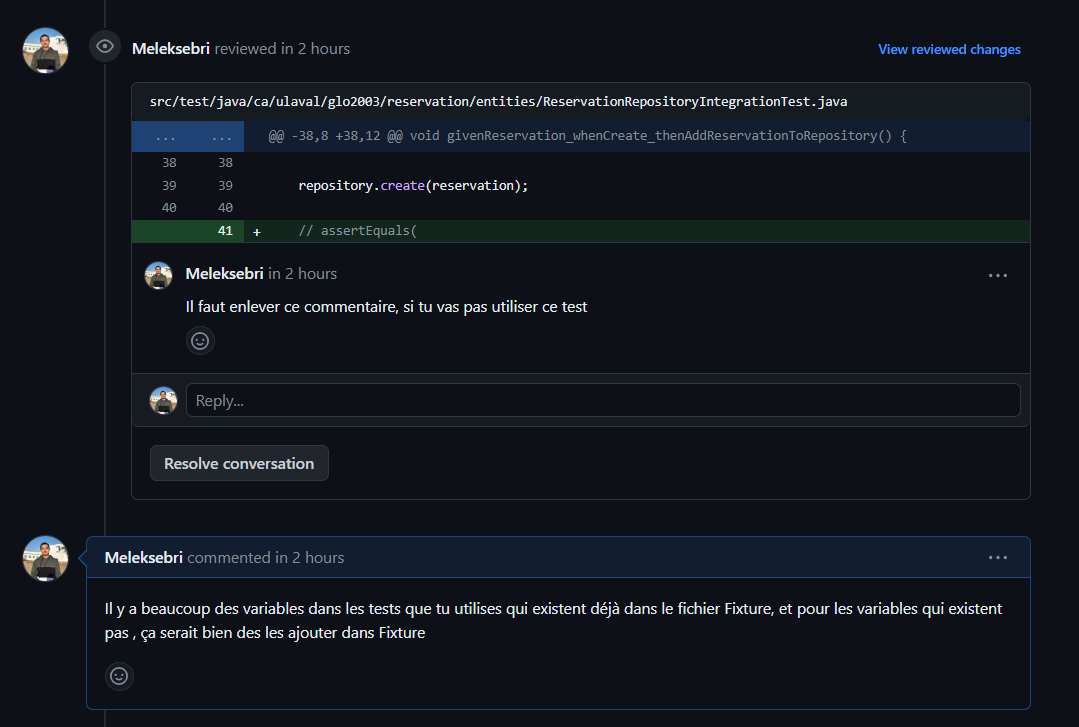 Meleksebri reviewed in 2 hours
View reviewed changes
src/test/java/ca/ulaval/glo2003/reservation/entities/ReservationRepositoryIntegrationTest.java
... ... @@ -38,8 +38,12 @@ void givenReservation_whenCreate_thenAddReservationToRepository() {
38 38
39 39 repository.create(reservation);
40 40
41 + // assertEquals(
Meleksebri in 2 hours
...
Il faut enlever ce commentaire, si tu vas pas utiliser ce test
Reply...
Resolve conversation
Meleksebri commented in 2 hours
...
Il y a beaucoup des variables dans les tests que tu utilises qui existent déjà dans le fichier Fixture, et pour les variables qui existent
pas , ça serait bien des les ajouter dans Fixture